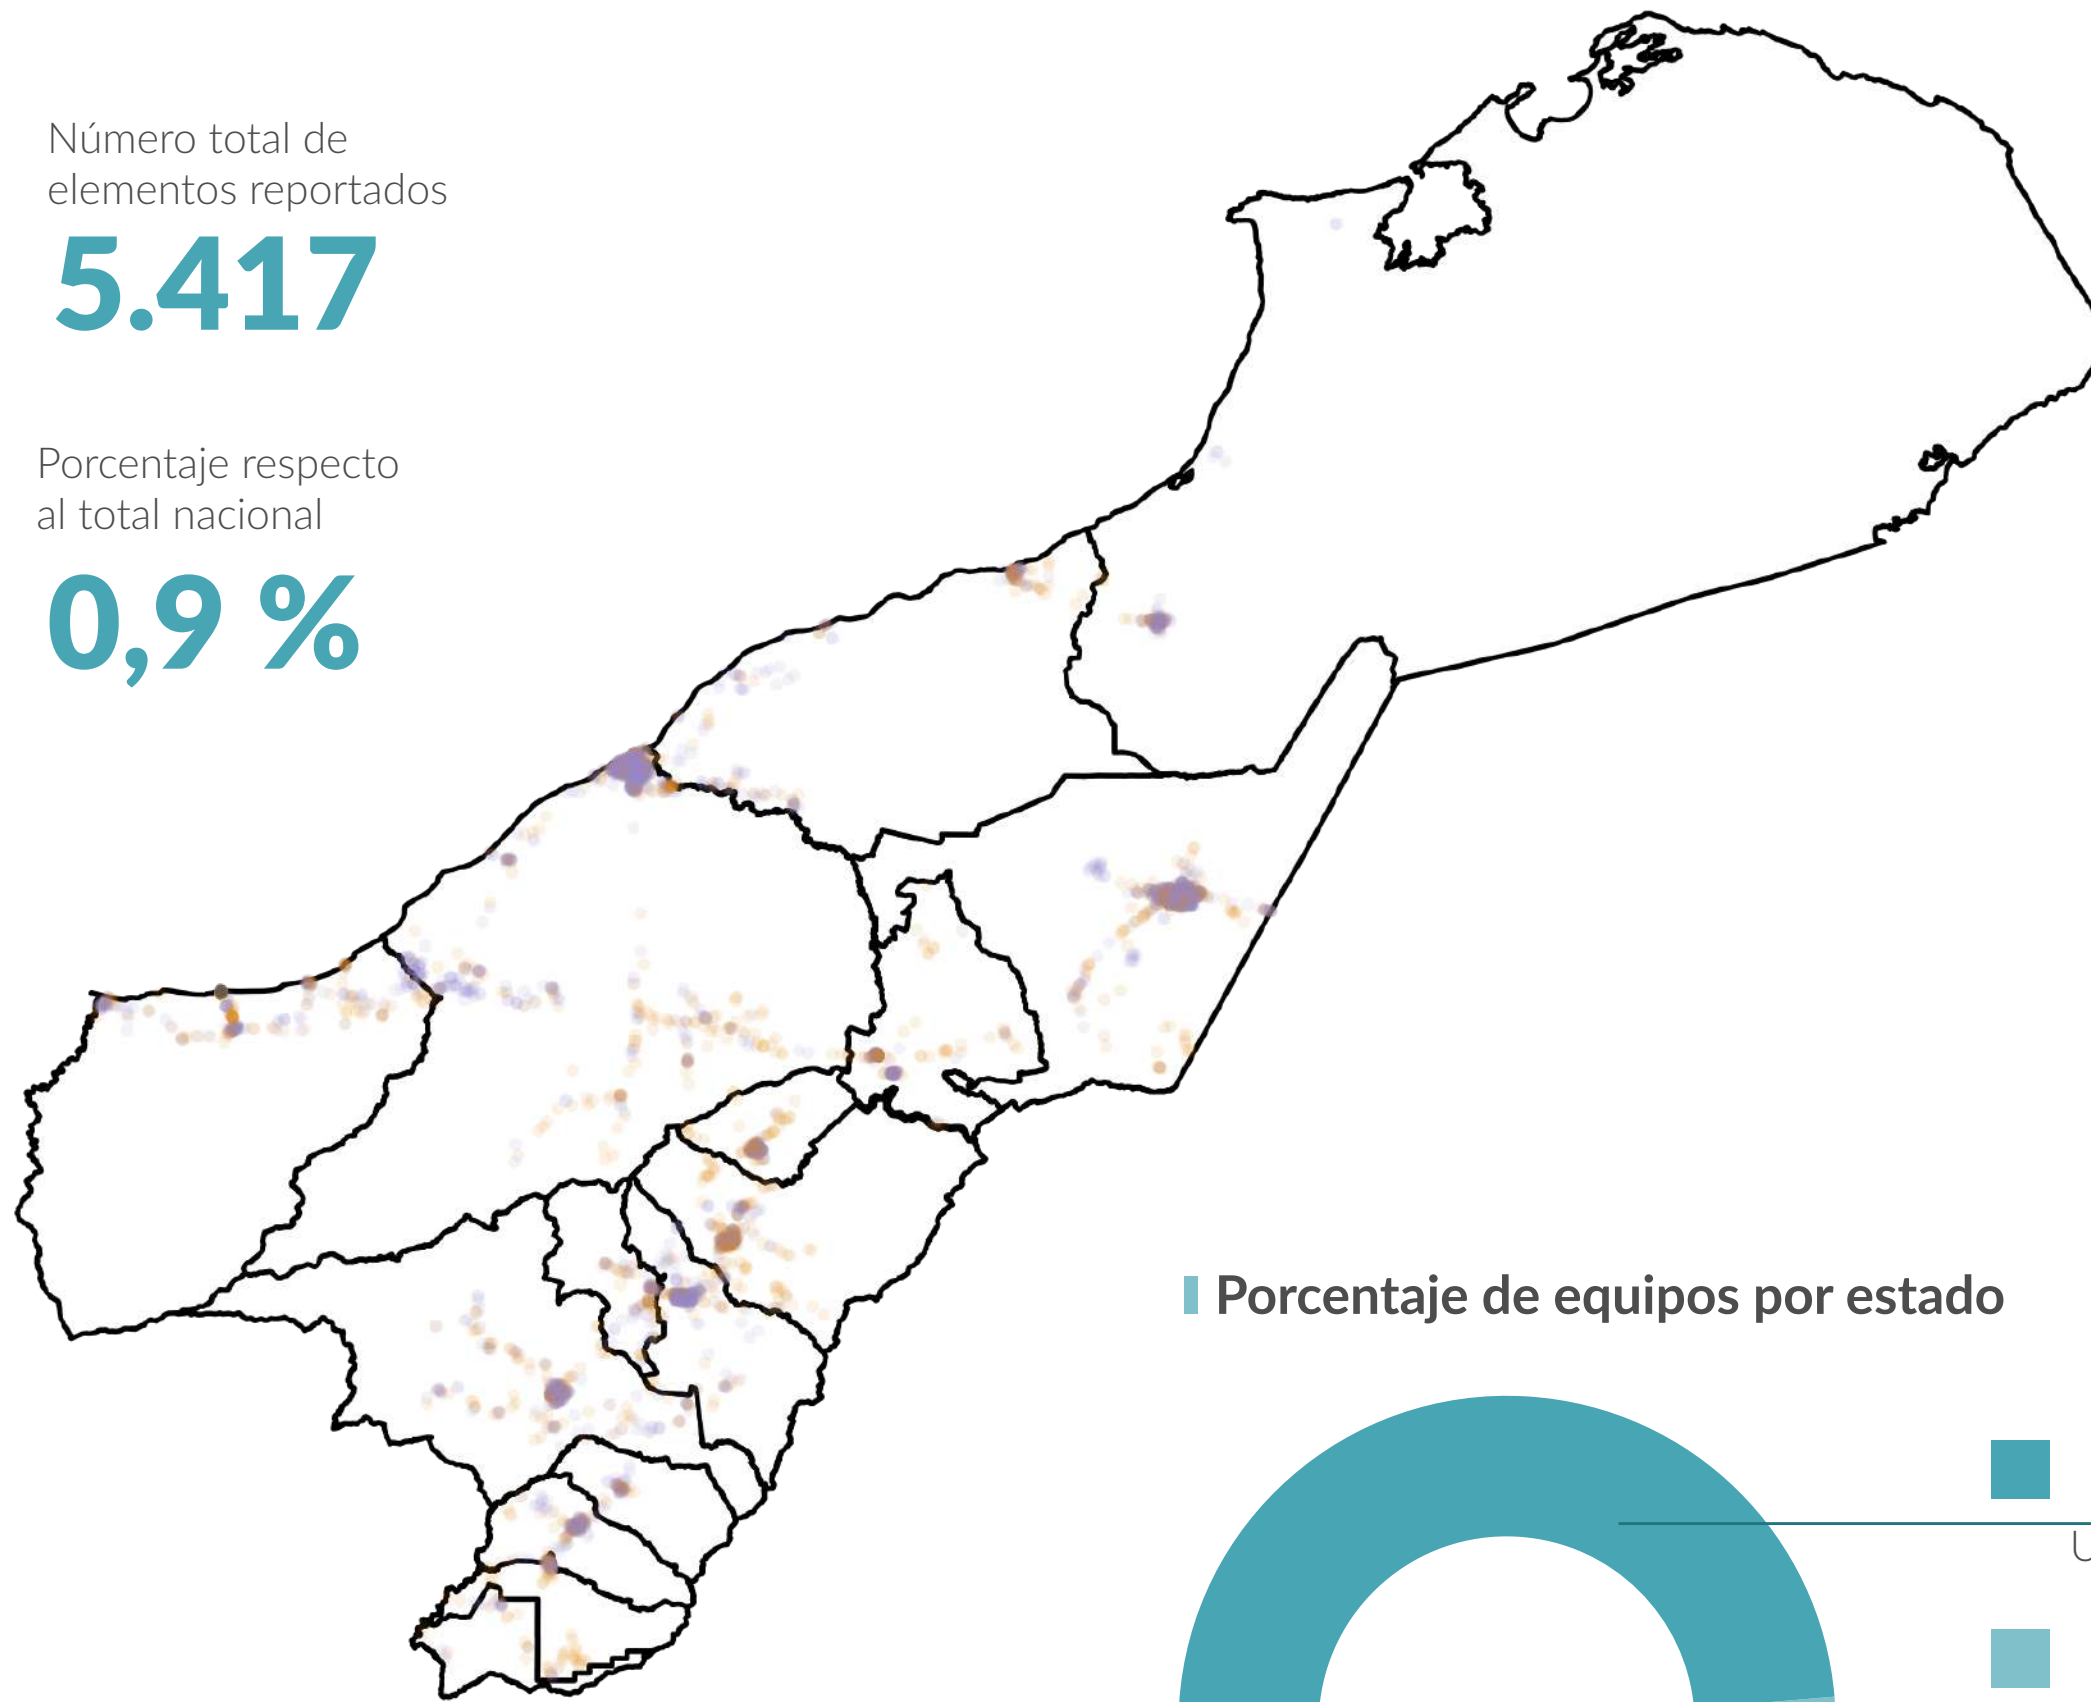 Número total de
elementos reportados
5.417
Porcentaje respecto
al total nacional
0,9 %
Porcentaje de equipos por estado